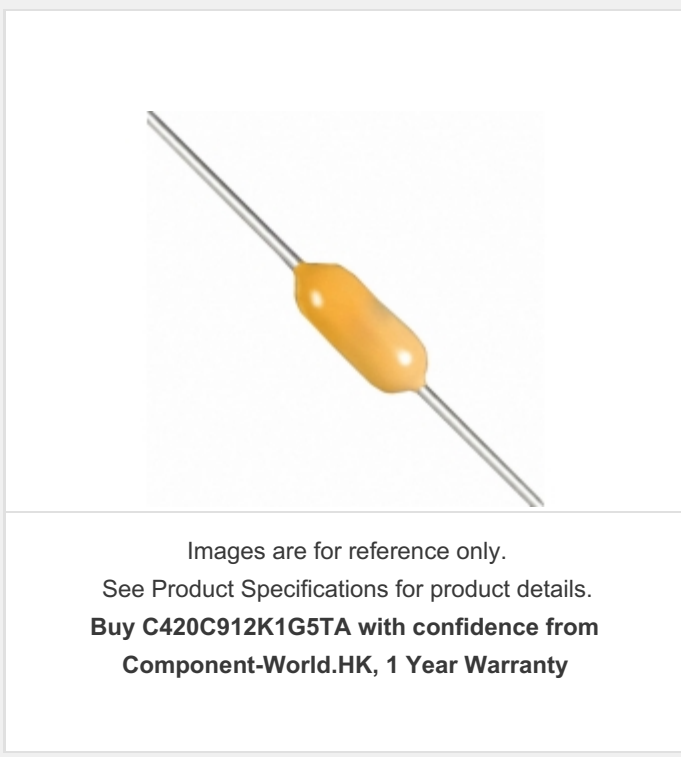 Images are for reference only.
See Product Specifications for product details.
Buy C420C912K1G5TA with confidence from
Component-World.HK, 1 Year Warranty